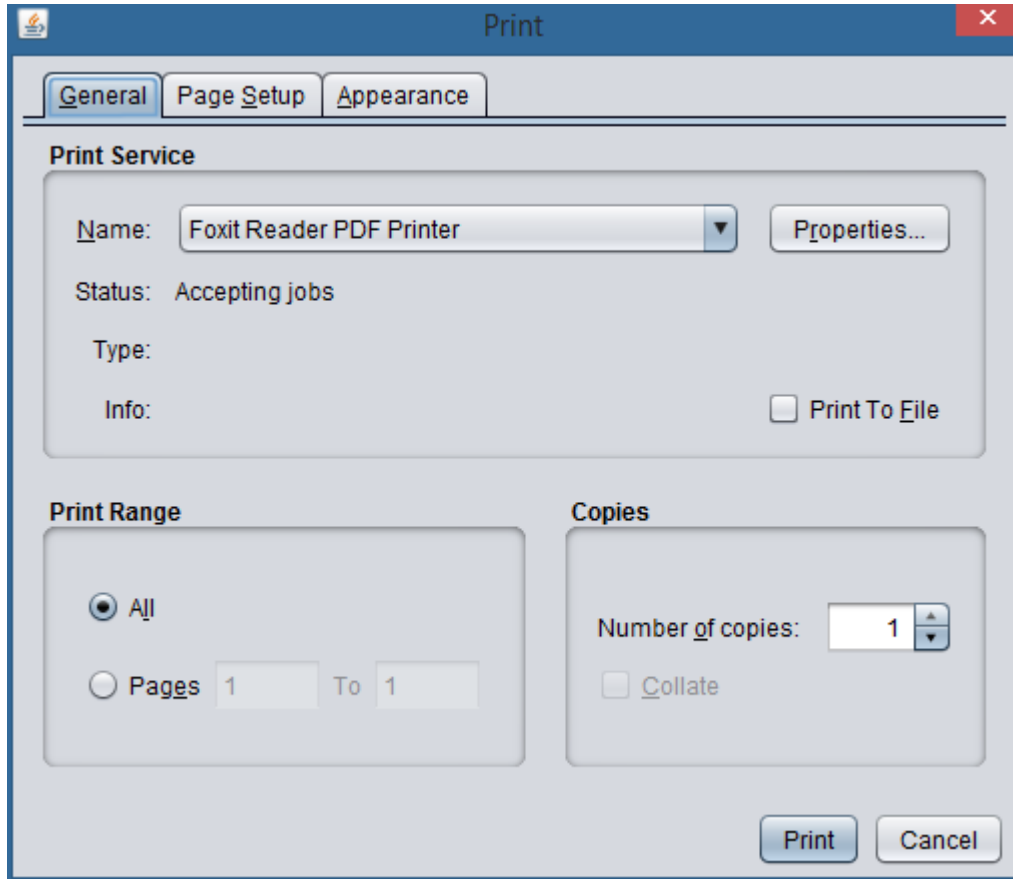 Print
General Page Setup Appearance
Print Service
Name: Foxit Reader PDF Printer Properties...
Status: Accepting jobs
Type:
Info: Print To File
Print Range
All
Pages 1 To 1
Copies
Number of copies: 1
Collate
Print Cancel